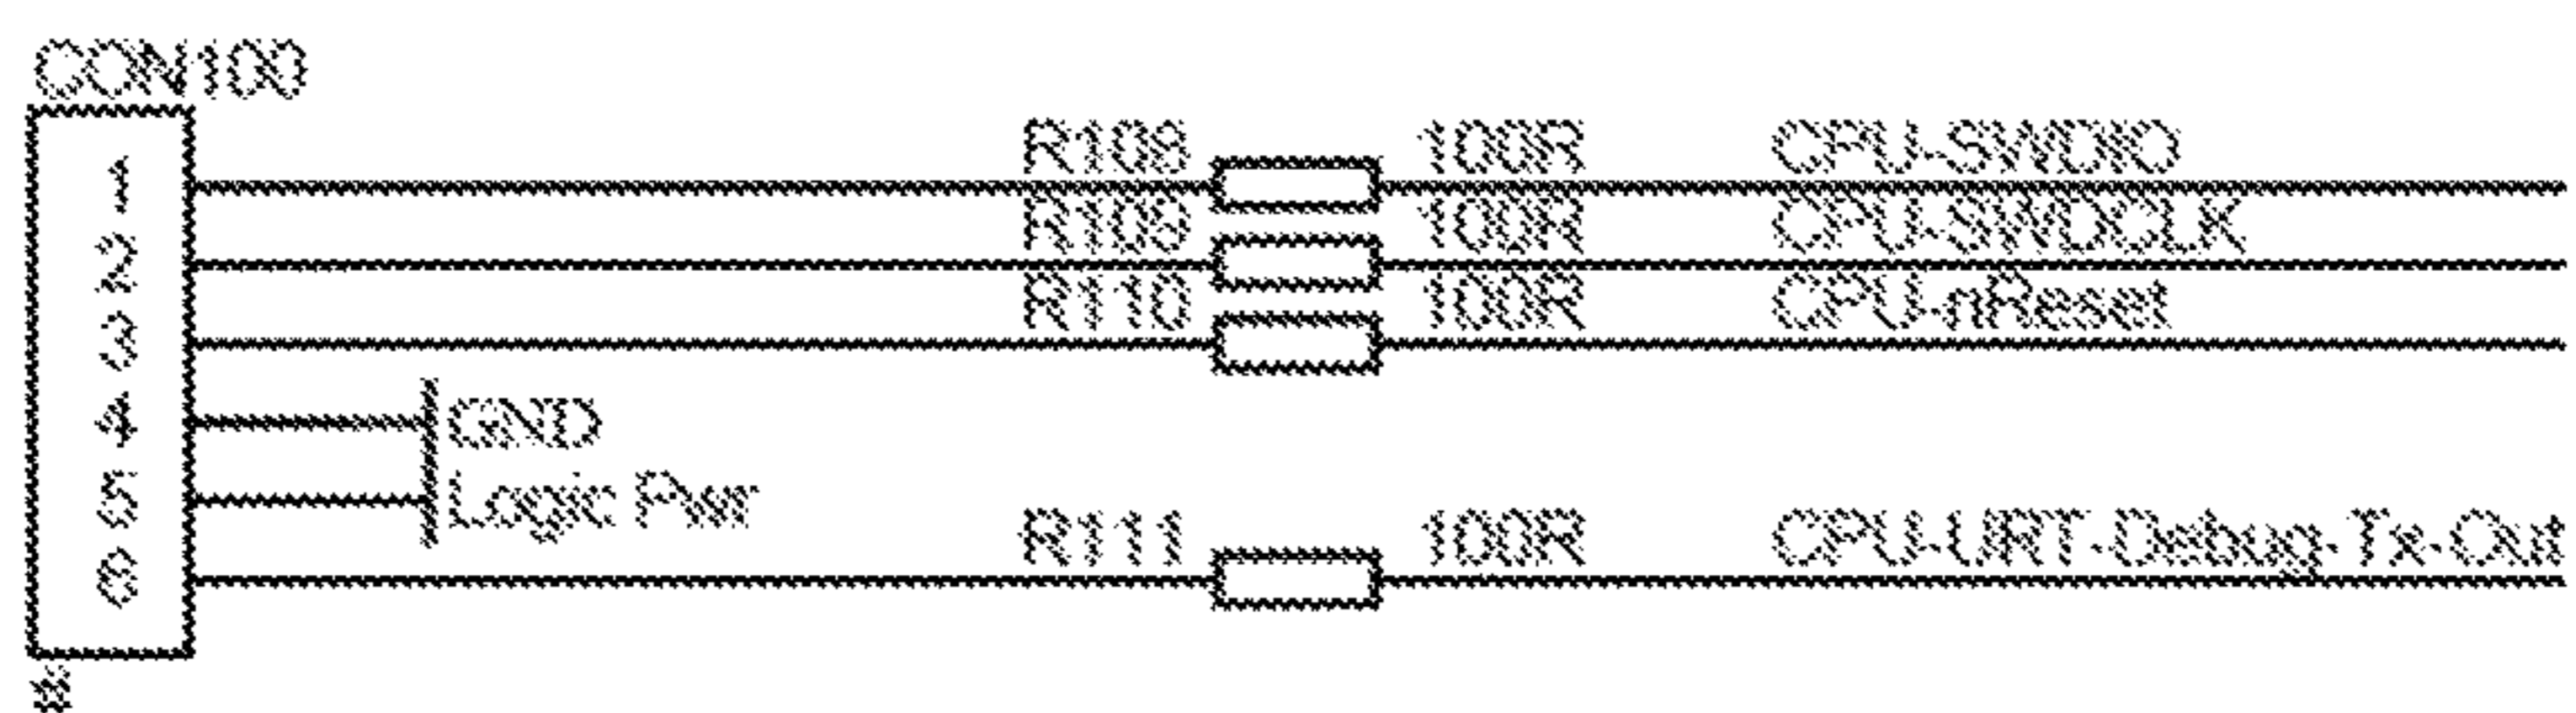 CON100
1 R108 100R CPU-SWDIO
2 R109 100R CPU-SWDCLK
3 R110 100R CPU-nReset
4 GND
5 Logic Pwr
6 R111 100R CPU-URT-Debug-Tx-Out